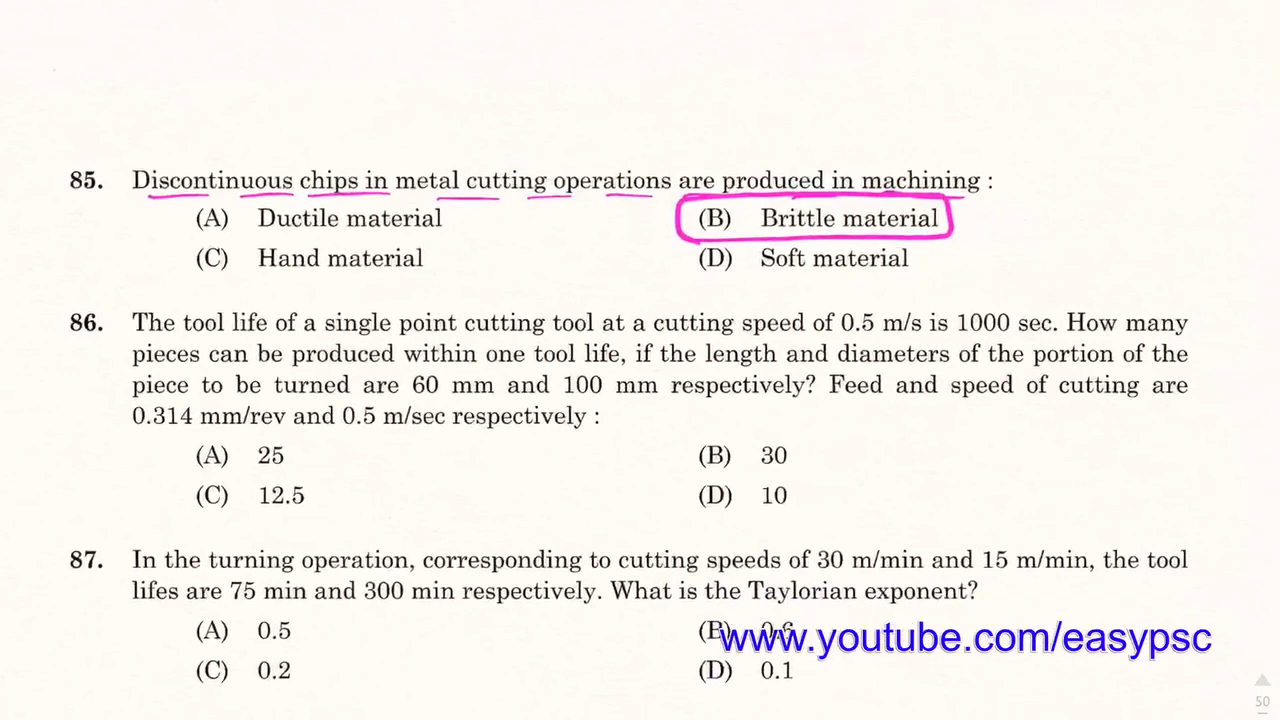 85. Discontinuous chips in metal cutting operations are produced in machining :
(A) Ductile material (B) Brittle material
(C) Hand material (D) Soft material
86. The tool life of a single point cutting tool at a cutting speed of 0.5 m/s is 1000 sec. How many
pieces can be produced within one tool life, if the length and diameters of the portion of the
piece to be turned are 60 mm and 100 mm respectively? Feed and speed of cutting are
0.314 mm/rev and 0.5 m/sec respectively :
(A) 25 (B) 30
(C) 12.5 (D) 10
87. In the turning operation, corresponding to cutting speeds of 30 m/min and 15 m/min, the tool
lifes are 75 min and 300 min respectively. What is the Taylorian exponent?
(A) 0.5 (B)
www.youtube.com/easypsc
(C) 0.2 (D) 0.1
50